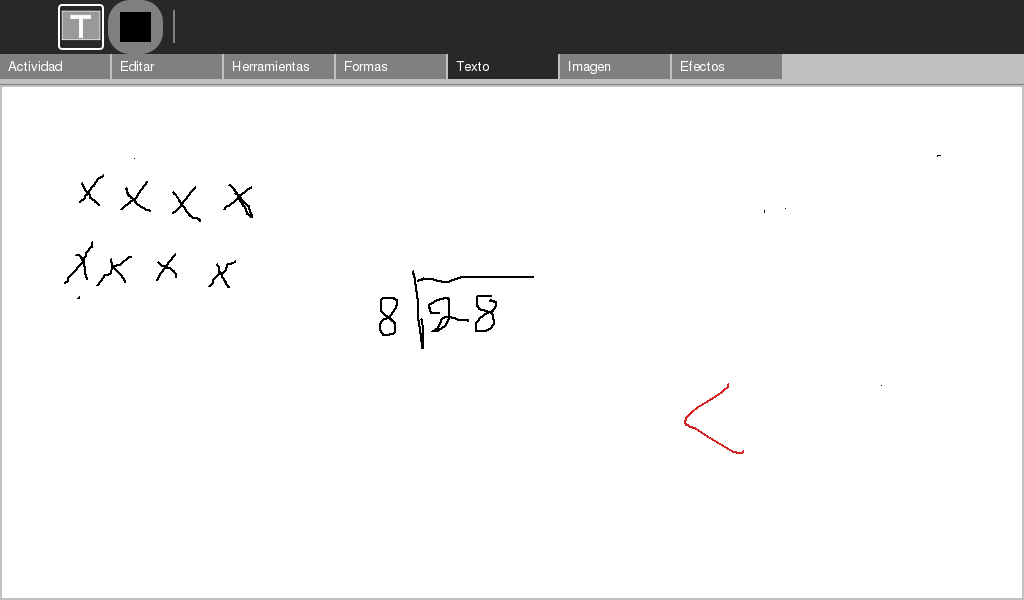 T
Actividad Editar Herramientas Formas Texto Imagen Efectos
x x x x
x x x x
8 28
<